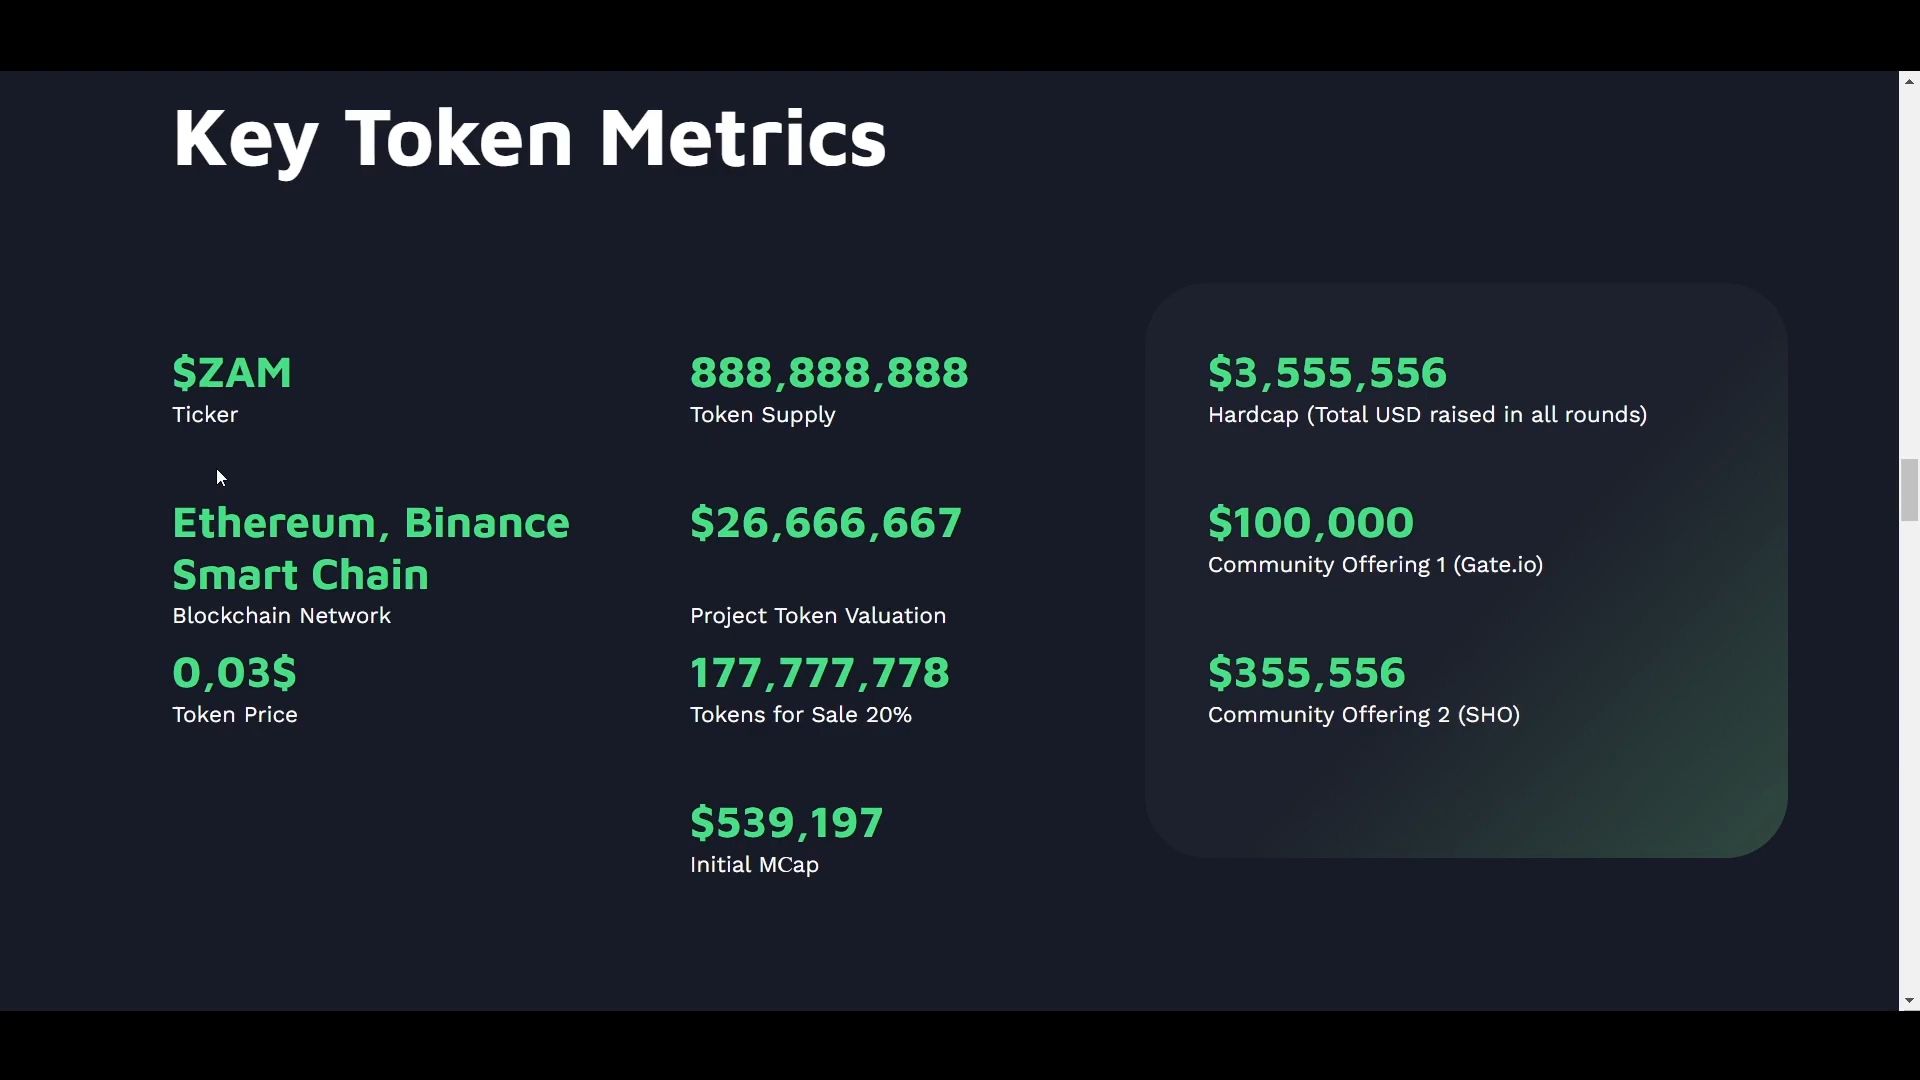 Key Token Metrics
$ZAM
Ticker
Ethereum, Binance
Smart Chain
Blockchain Network
0,03$
Token Price
888,888,888
Token Supply
$26,666,667
Project Token Valuation
177,777,778
Tokens for Sale 20%
$539,197
Initial MCap
$3,555,556
Hardcap (Total USD raised in all rounds)
$100,000
Community Offering 1 (Gate.io)
$355,556
Community Offering 2 (SHO)